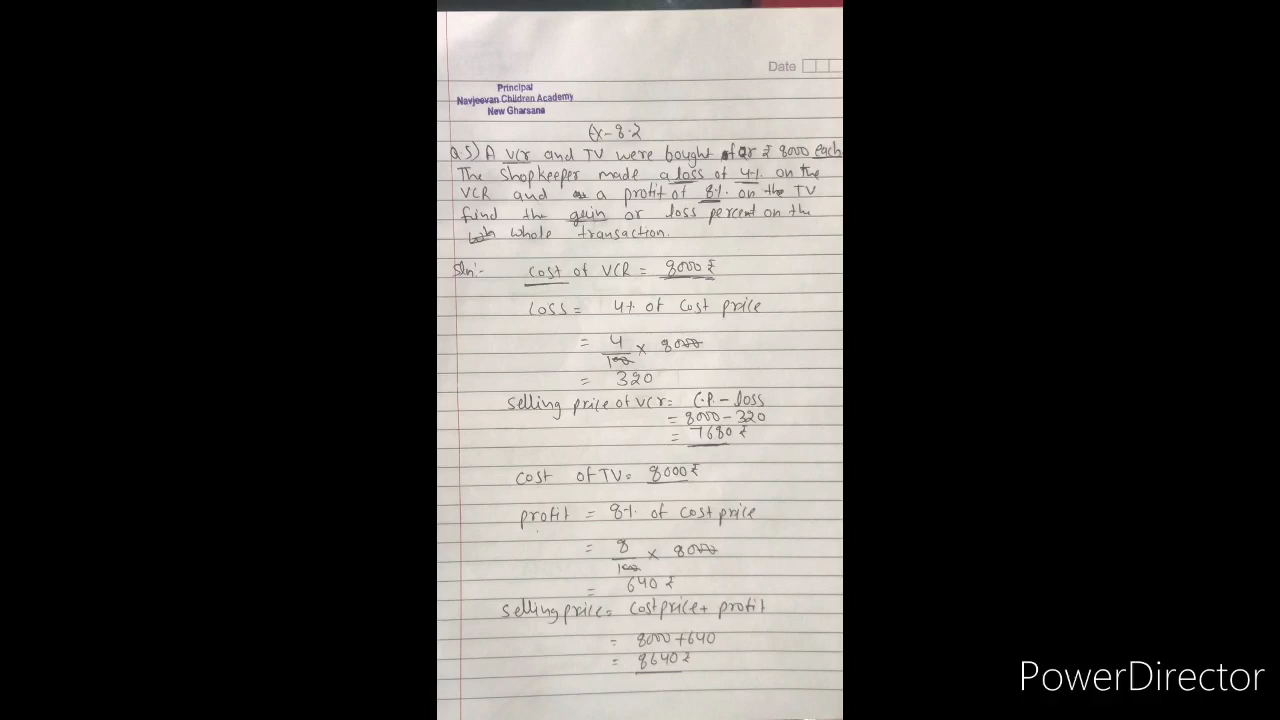 Date
Principal
Navjeevan Children Academy
New Gharsana
Ex-8.2
Q.5) A Vcr and TV were bought for ₹ 8000 each
The shopkeeper made a loss of 4% on the
VCR and a profit of 8% on the TV
find the gain or loss percent on the
whole transaction.
Soln:- cost of VCR = 8000 ₹
Loss = 4% of cost price
= 4/100 × 8000
= 320
Selling price of vcr = C.P. - loss
= 8000 - 320
= 7680 ₹
cost of TV = 8000 ₹
profit = 8% of cost price
= 8/100 × 8000
= 640 ₹
selling price = cost price + profit
= 8000 + 640
= 8640 ₹
PowerDirector